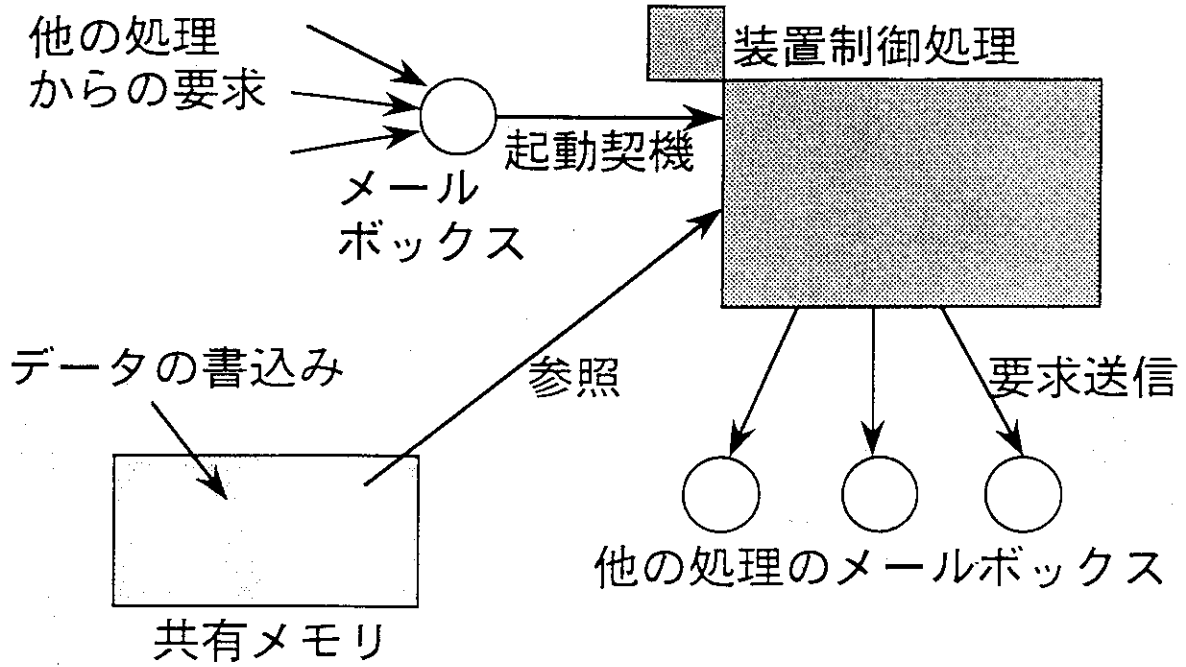 他の処理
からの要求
装置制御処理
起動契機
メール
ボックス
データの書込み
参照
要求送信
他の処理のメールボックス
共有メモリ